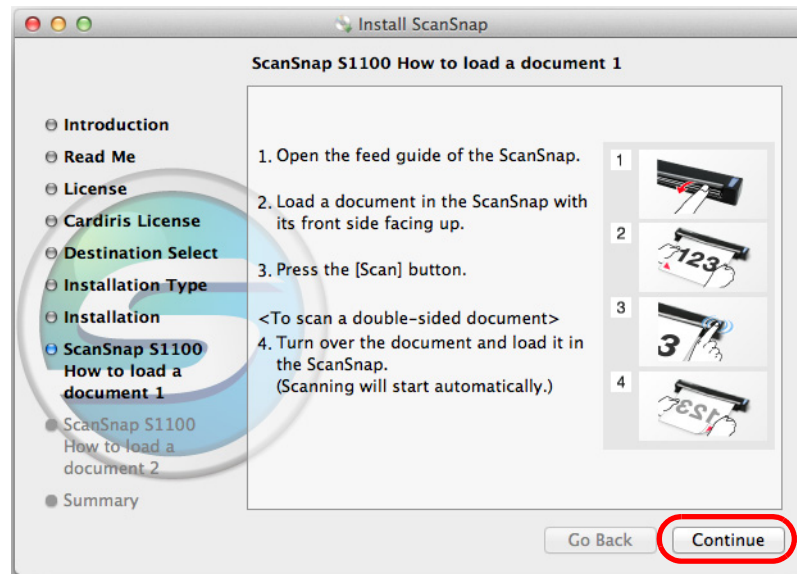 Install ScanSnap
ScanSnap S1100 How to load a document 1
Introduction
Read Me
License
Cardiris License
Destination Select
Installation Type
Installation
ScanSnap S1100
How to load a
document 1
ScanSnap S1100
How to load a
document 2
Summary
1. Open the feed guide of the ScanSnap.
2. Load a document in the ScanSnap with
its front side facing up.
3. Press the [Scan] button.
<To scan a double-sided document>
4. Turn over the document and load it in
the ScanSnap.
(Scanning will start automatically.)
1
2
123
3
3
4
123
Go Back
Continue